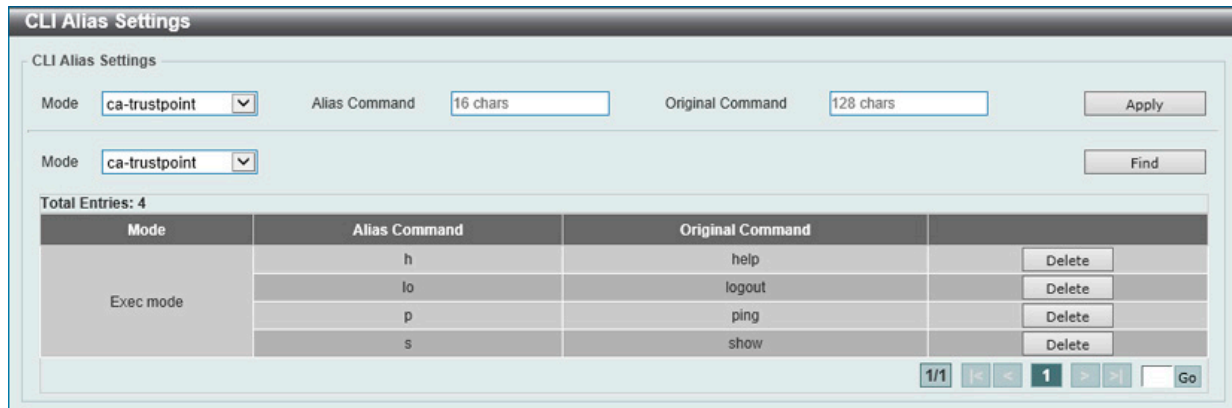 CLI Alias Settings
CLI Alias Settings
Mode ca-trustpoint Alias Command 16 chars Original Command 128 chars Apply
Mode ca-trustpoint Find
Total Entries: 4
Mode Alias Command Original Command
Exec mode
h help Delete
lo logout Delete
p ping Delete
s show Delete
1/1 |< < 1 > >| Go